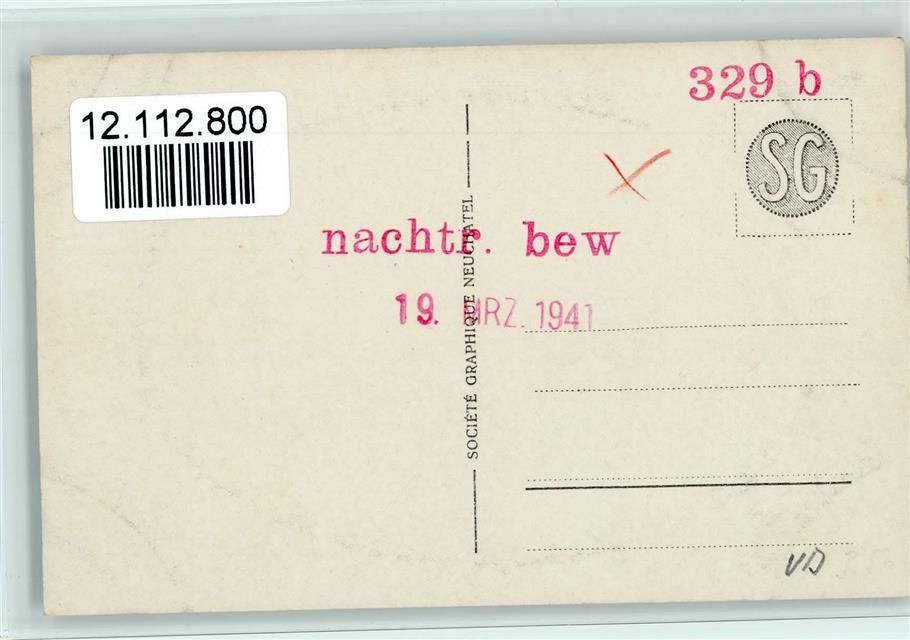 329 b
12.112.800
SG
nachtr. bew
19. MRZ. 1941
SOCIÉTÉ GRAPHIQUE NEUCHATEL
VD